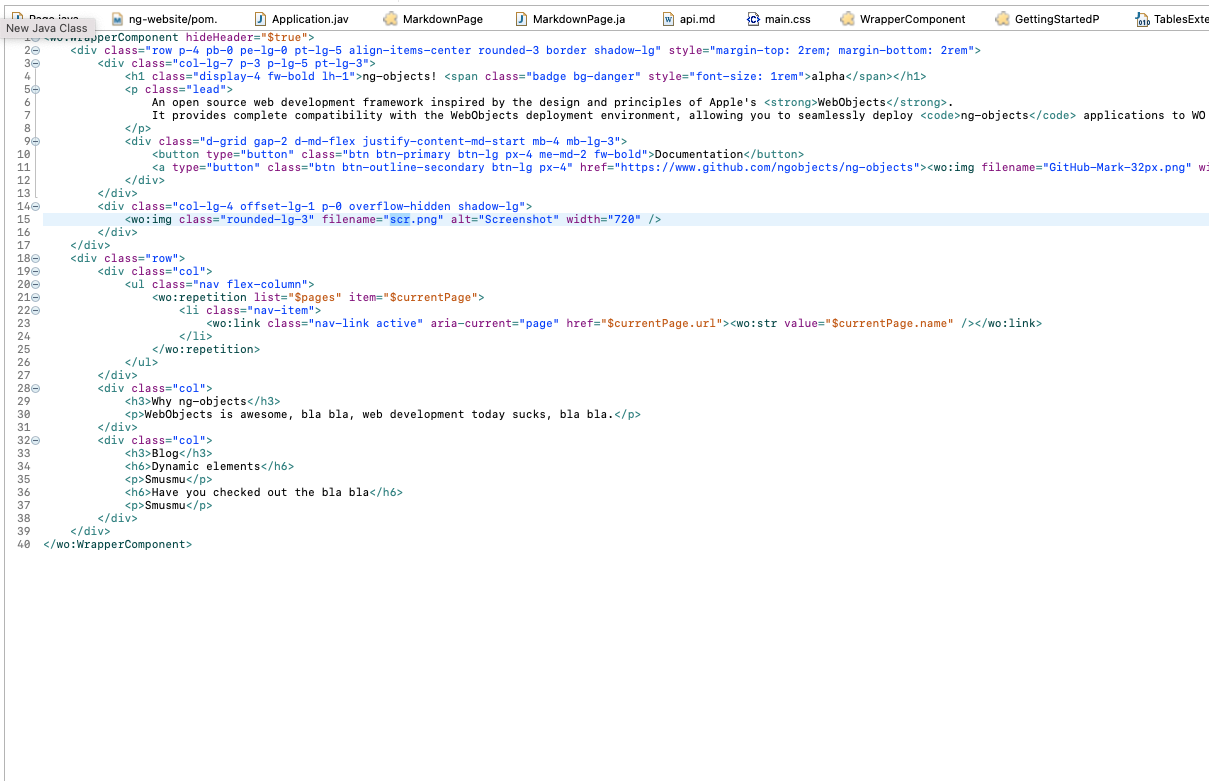 Page.java
ng-website/pom.
Application.jav
MarkdownPage
MarkdownPage.ja
api.md
main.css
WrapperComponent
GettingStartedP
TablesExte
New Java Class
1 <wo:WrapperComponent hideHeader="$true">
2 <div class="row p-4 pb-0 pe-lg-0 pt-lg-5 align-items-center rounded-3 border shadow-lg" style="margin-top: 2rem; margin-bottom: 2rem">
3 <div class="col-lg-7 p-3 p-lg-5 pt-lg-3">
4 <h1 class="display-4 fw-bold lh-1">ng-objects! <span class="badge bg-danger" style="font-size: 1rem">alpha</span></h1>
5 <p class="lead">
6 An open source web development framework inspired by the design and principles of Apple's <strong>WebObjects</strong>.
7 It provides complete compatibility with the WebObjects deployment environment, allowing you to seamlessly deploy <code>ng-objects</code> applications to WO
8 </p>
9 <div class="d-grid gap-2 d-md-flex justify-content-md-start mb-4 mb-lg-3">
10 <button type="button" class="btn btn-primary btn-lg px-4 me-md-2 fw-bold">Documentation</button>
11 <a type="button" class="btn btn-outline-secondary btn-lg px-4" href="https://www.github.com/ngobjects/ng-objects"><wo:img filename="GitHub-Mark-32px.png" wi
12 </div>
13 </div>
14 <div class="col-lg-4 offset-lg-1 p-0 overflow-hidden shadow-lg">
15 <wo:img class="rounded-lg-3" filename="scr.png" alt="Screenshot" width="720" />
16 </div>
17 </div>
18 <div class="row">
19 <div class="col">
20 <ul class="nav flex-column">
21 <wo:repetition list="$pages" item="$currentPage">
22 <li class="nav-item">
23 <wo:link class="nav-link active" aria-current="page" href="$currentPage.url"><wo:str value="$currentPage.name" /></wo:link>
24 </li>
25 </wo:repetition>
26 </ul>
27 </div>
28 <div class="col">
29 <h3>Why ng-objects</h3>
30 <p>WebObjects is awesome, bla bla, web development today sucks, bla bla.</p>
31 </div>
32 <div class="col">
33 <h3>Blog</h3>
34 <h6>Dynamic elements</h6>
35 <p>Smusmu</p>
36 <h6>Have you checked out the bla bla</h6>
37 <p>Smusmu</p>
38 </div>
39 </div>
40 </wo:WrapperComponent>